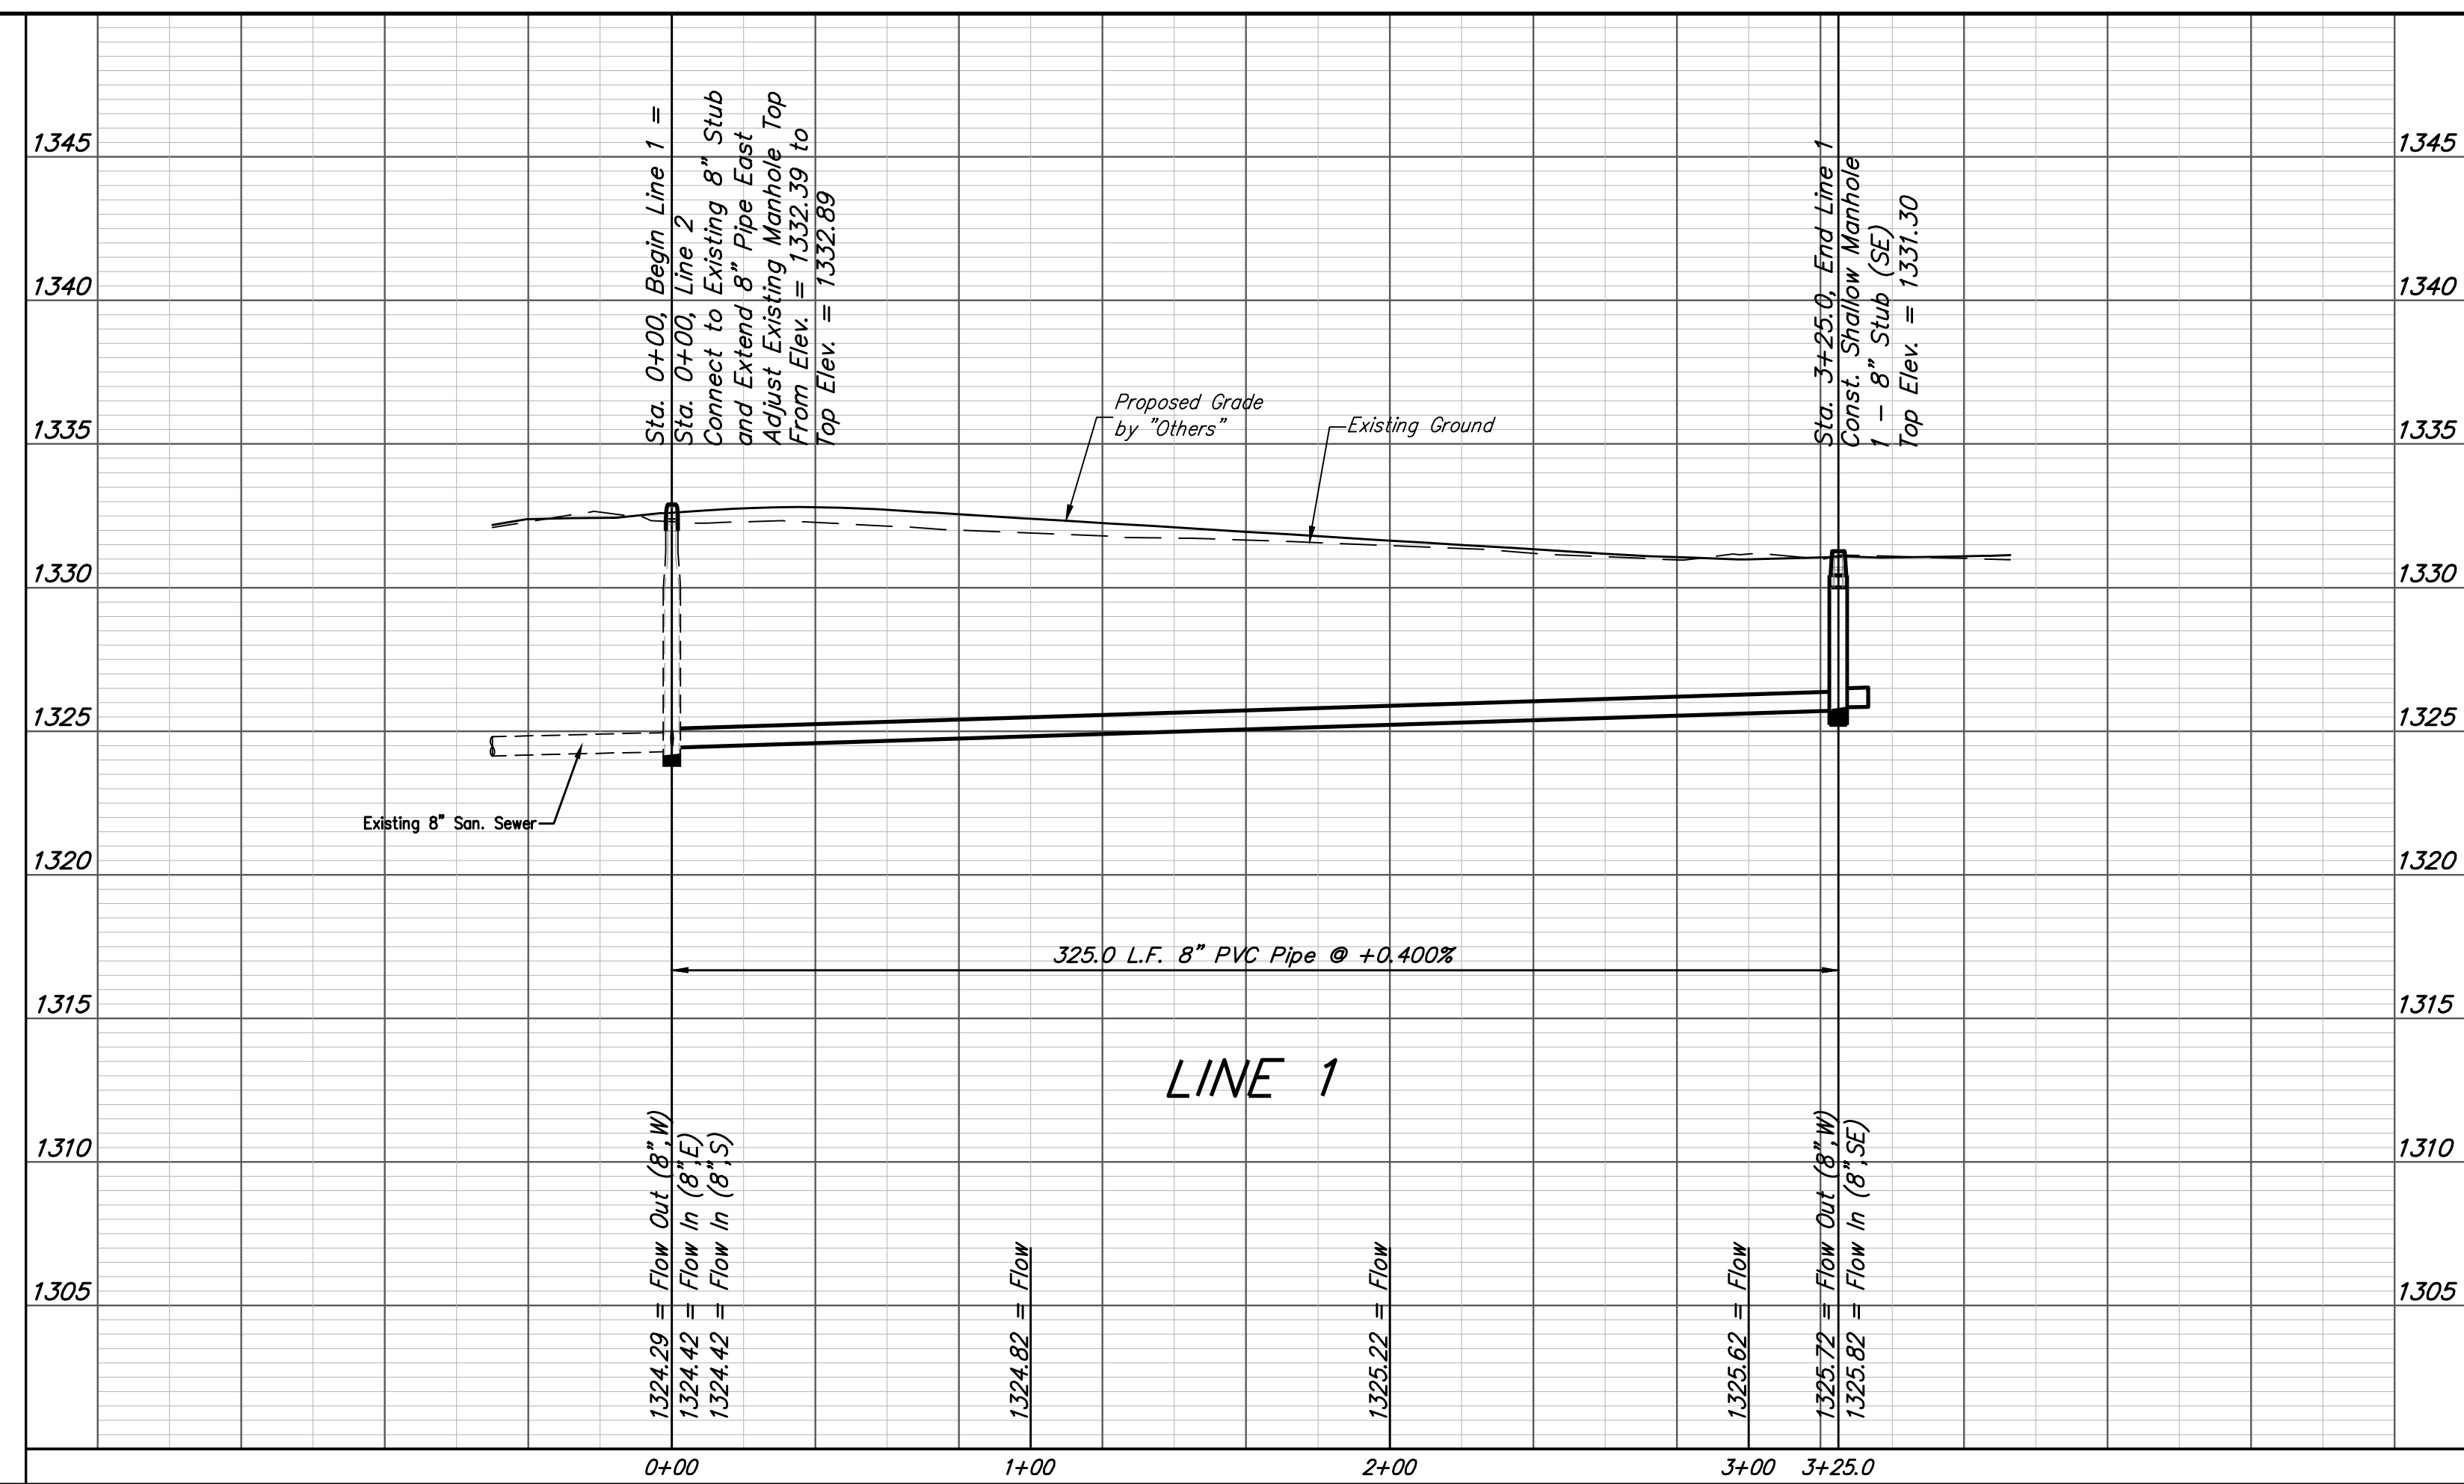 1345
1340
1335
1330
1325
1320
1315
1310
1305
Sta. 0+00, Begin Line 1 =
Sta. 0+00, Line 2
Connect to Existing 8" Stub
and Extend 8" Pipe East
Adjust Existing Manhole Top
From Elev. = 1332.39 to
Top Elev. = 1332.89
Proposed Grade
by "Others"
Existing Ground
Sta. 3+25.0, End Line 1
Const. Shallow Manhole
1 - 8" Stub (SE)
Top Elev. = 1331.30
Existing 8" San. Sewer
325.0 L.F. 8" PVC Pipe @ +0.400%
LINE 1
1324.29 = Flow Out (8",W)
1324.42 = Flow In (8",E)
1324.42 = Flow In (8",S)
1324.82 = Flow
1325.22 = Flow
1325.62 = Flow
1325.72 = Flow Out (8",W)
1325.82 = Flow In (8",SE)
1345
1340
1335
1330
1325
1320
1315
1310
1305
0+00 1+00 2+00 3+00 3+25.0